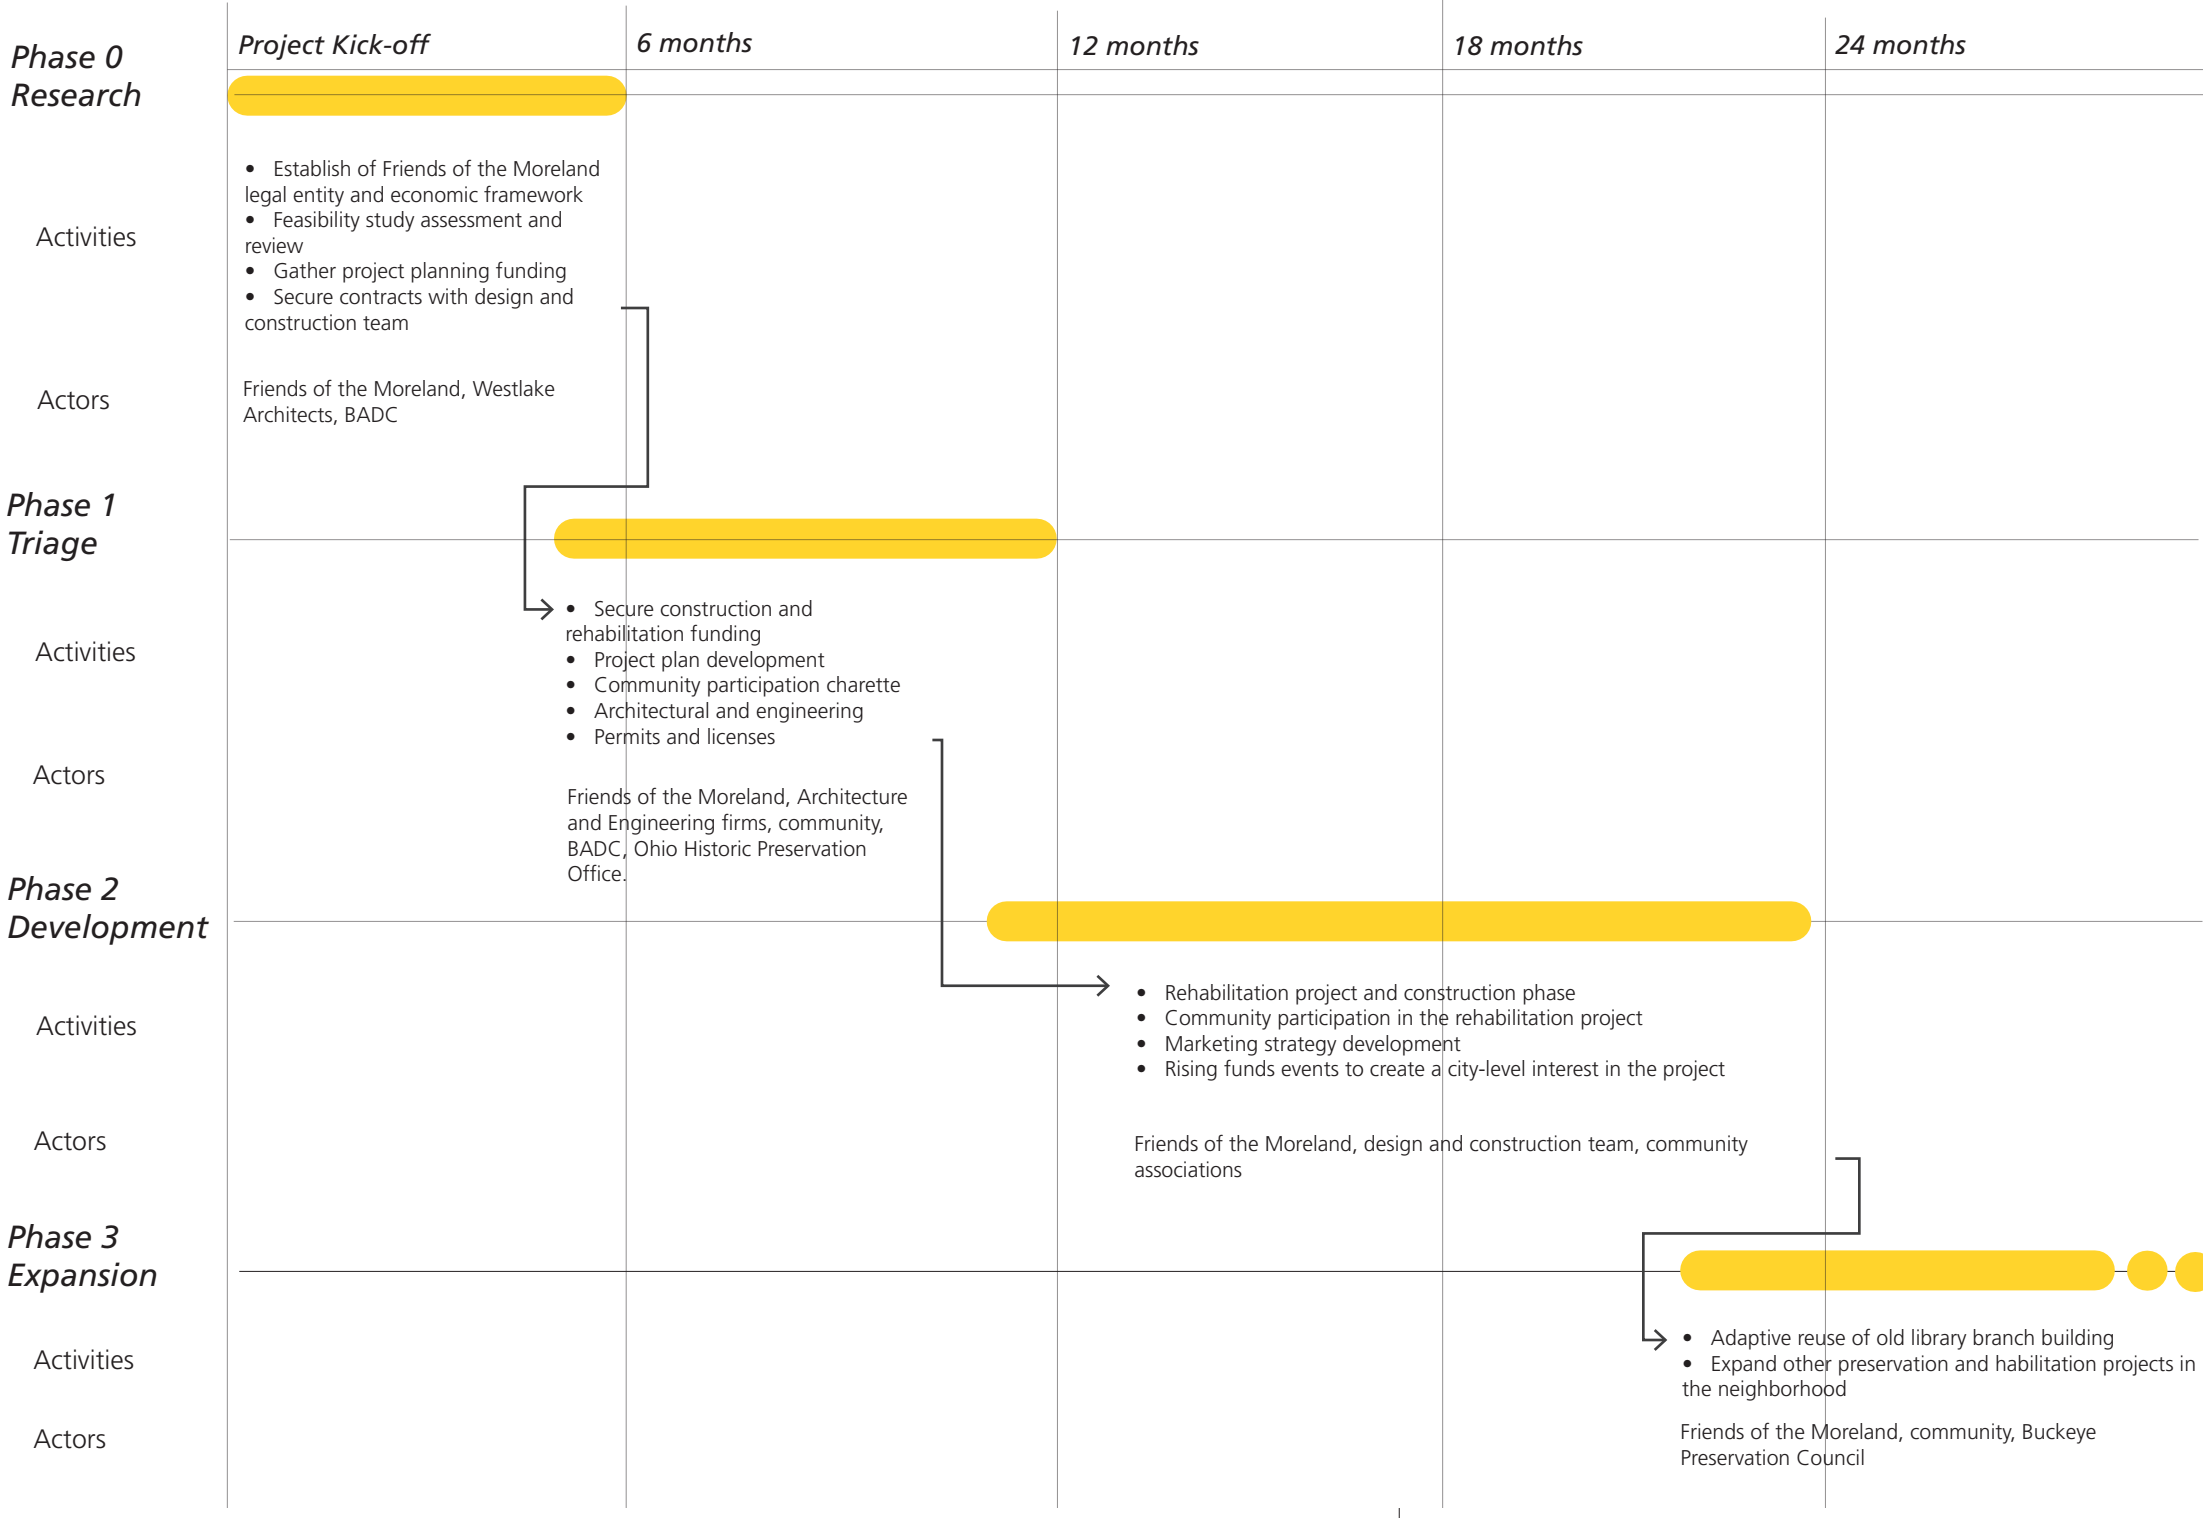 Project Kick-off
6 months
12 months
18 months
24 months
Phase 0
Research
Activities
• Establish of Friends of the Moreland
legal entity and economic framework
• Feasibility study assessment and
review
• Gather project planning funding
• Secure contracts with design and
construction team
Actors
Friends of the Moreland, Westlake
Architects, BADC
Phase 1
Triage
Activities
• Secure construction and
rehabilitation funding
• Project plan development
• Community participation charette
• Architectural and engineering
• Permits and licenses
Actors
Friends of the Moreland, Architecture
and Engineering firms, community,
BADC, Ohio Historic Preservation
Office.
Phase 2
Development
Activities
• Rehabilitation project and construction phase
• Community participation in the rehabilitation project
• Marketing strategy development
• Rising funds events to create a city-level interest in the project
Actors
Friends of the Moreland, design and construction team, community
associations
Phase 3
Expansion
Activities
• Adaptive reuse of old library branch building
• Expand other preservation and habilitation projects in
the neighborhood
Actors
Friends of the Moreland, community, Buckeye
Preservation Council